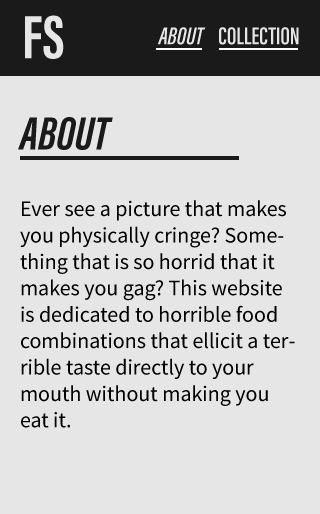 FS
ABOUT COLLECTION
ABOUT
Ever see a picture that makes
you physically cringe? Some-
thing that is so horrid that it
makes you gag? This website
is dedicated to horrible food
combinations that ellicit a ter-
rible taste directly to your
mouth without making you
eat it.